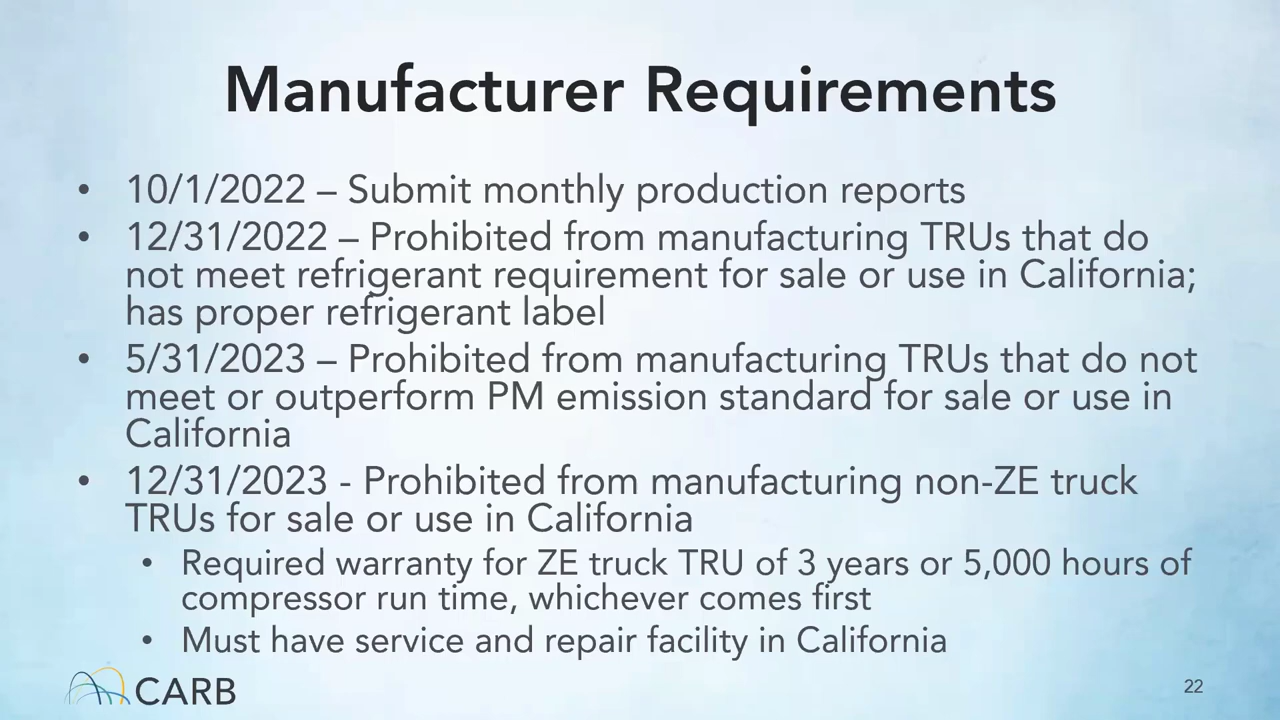 Manufacturer Requirements
• 10/1/2022 – Submit monthly production reports
• 12/31/2022 – Prohibited from manufacturing TRUs that do
not meet refrigerant requirement for sale or use in California;
has proper refrigerant label
• 5/31/2023 – Prohibited from manufacturing TRUs that do not
meet or outperform PM emission standard for sale or use in
California
• 12/31/2023 - Prohibited from manufacturing non-ZE truck
TRUs for sale or use in California
• Required warranty for ZE truck TRU of 3 years or 5,000 hours of
compressor run time, whichever comes first
• Must have service and repair facility in California
CARB
22